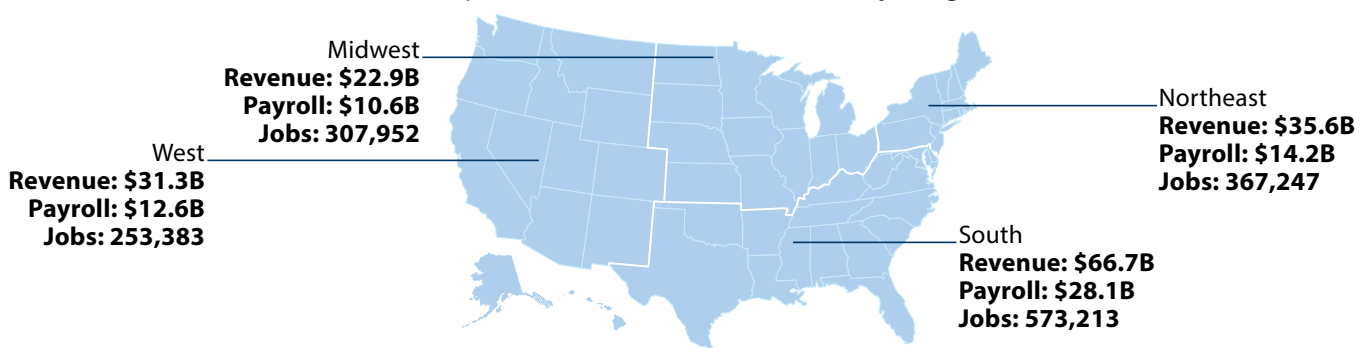 Midwest
Revenue: $22.9B
Payroll: $10.6B
Jobs: 307,952
West
Revenue: $31.3B
Payroll: $12.6B
Jobs: 253,383
Northeast
Revenue: $35.6B
Payroll: $14.2B
Jobs: 367,247
South
Revenue: $66.7B
Payroll: $28.1B
Jobs: 573,213